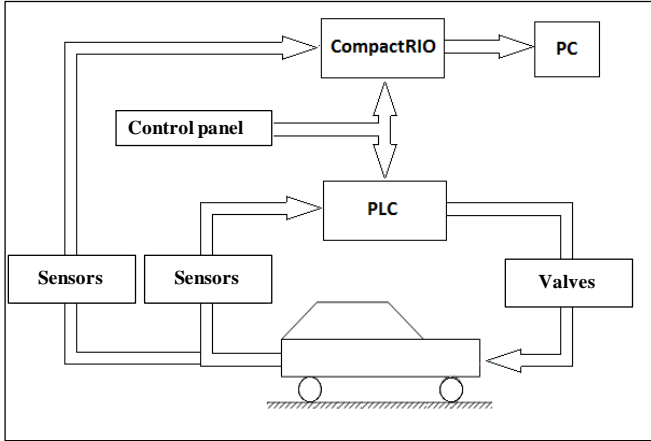 CompactRIO
PC
Control panel
PLC
Sensors
Sensors
Valves